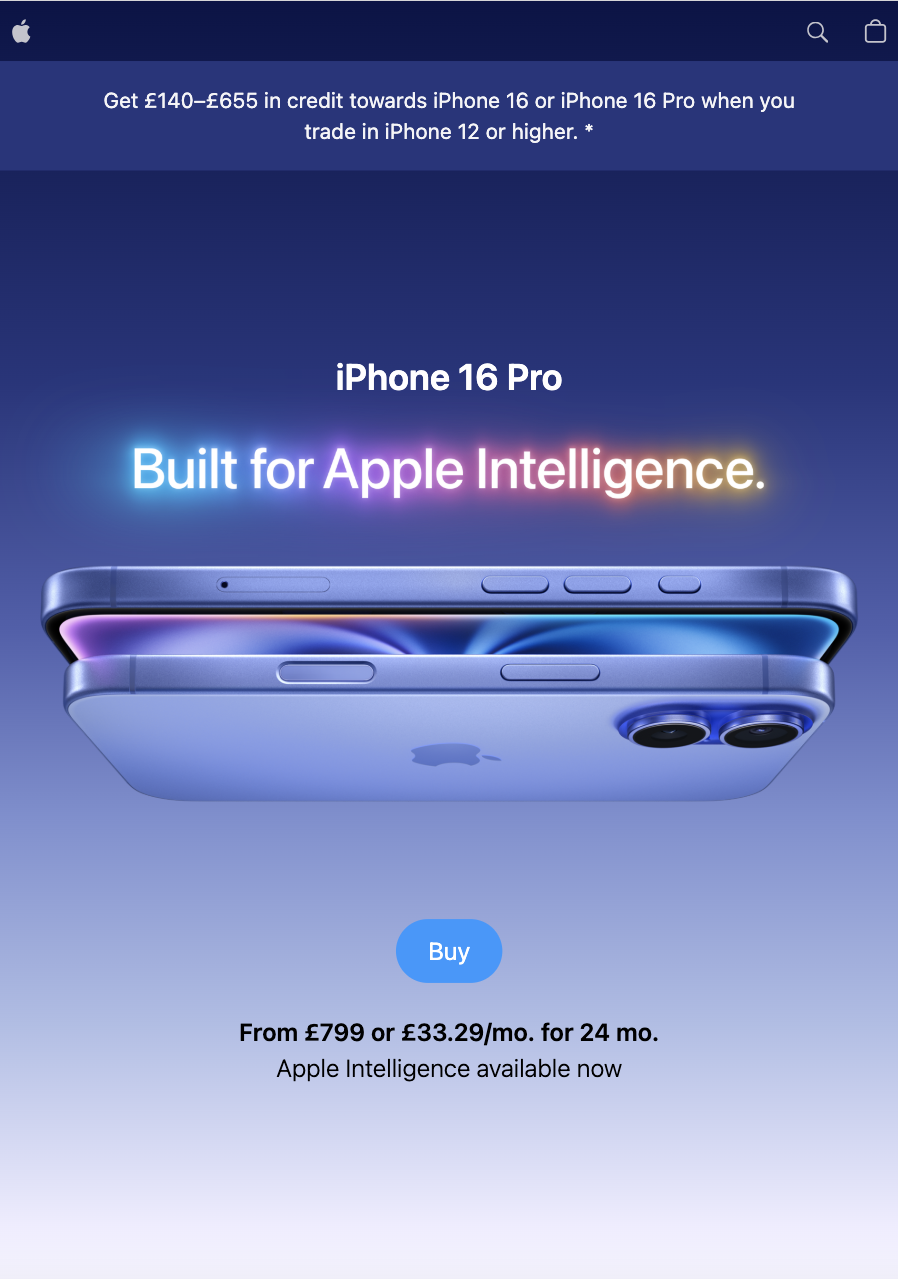 Get £140–£655 in credit towards iPhone 16 or iPhone 16 Pro when you
trade in iPhone 12 or higher. *
iPhone 16 Pro
Built for Apple Intelligence.
Buy
From £799 or £33.29/mo. for 24 mo.
Apple Intelligence available now